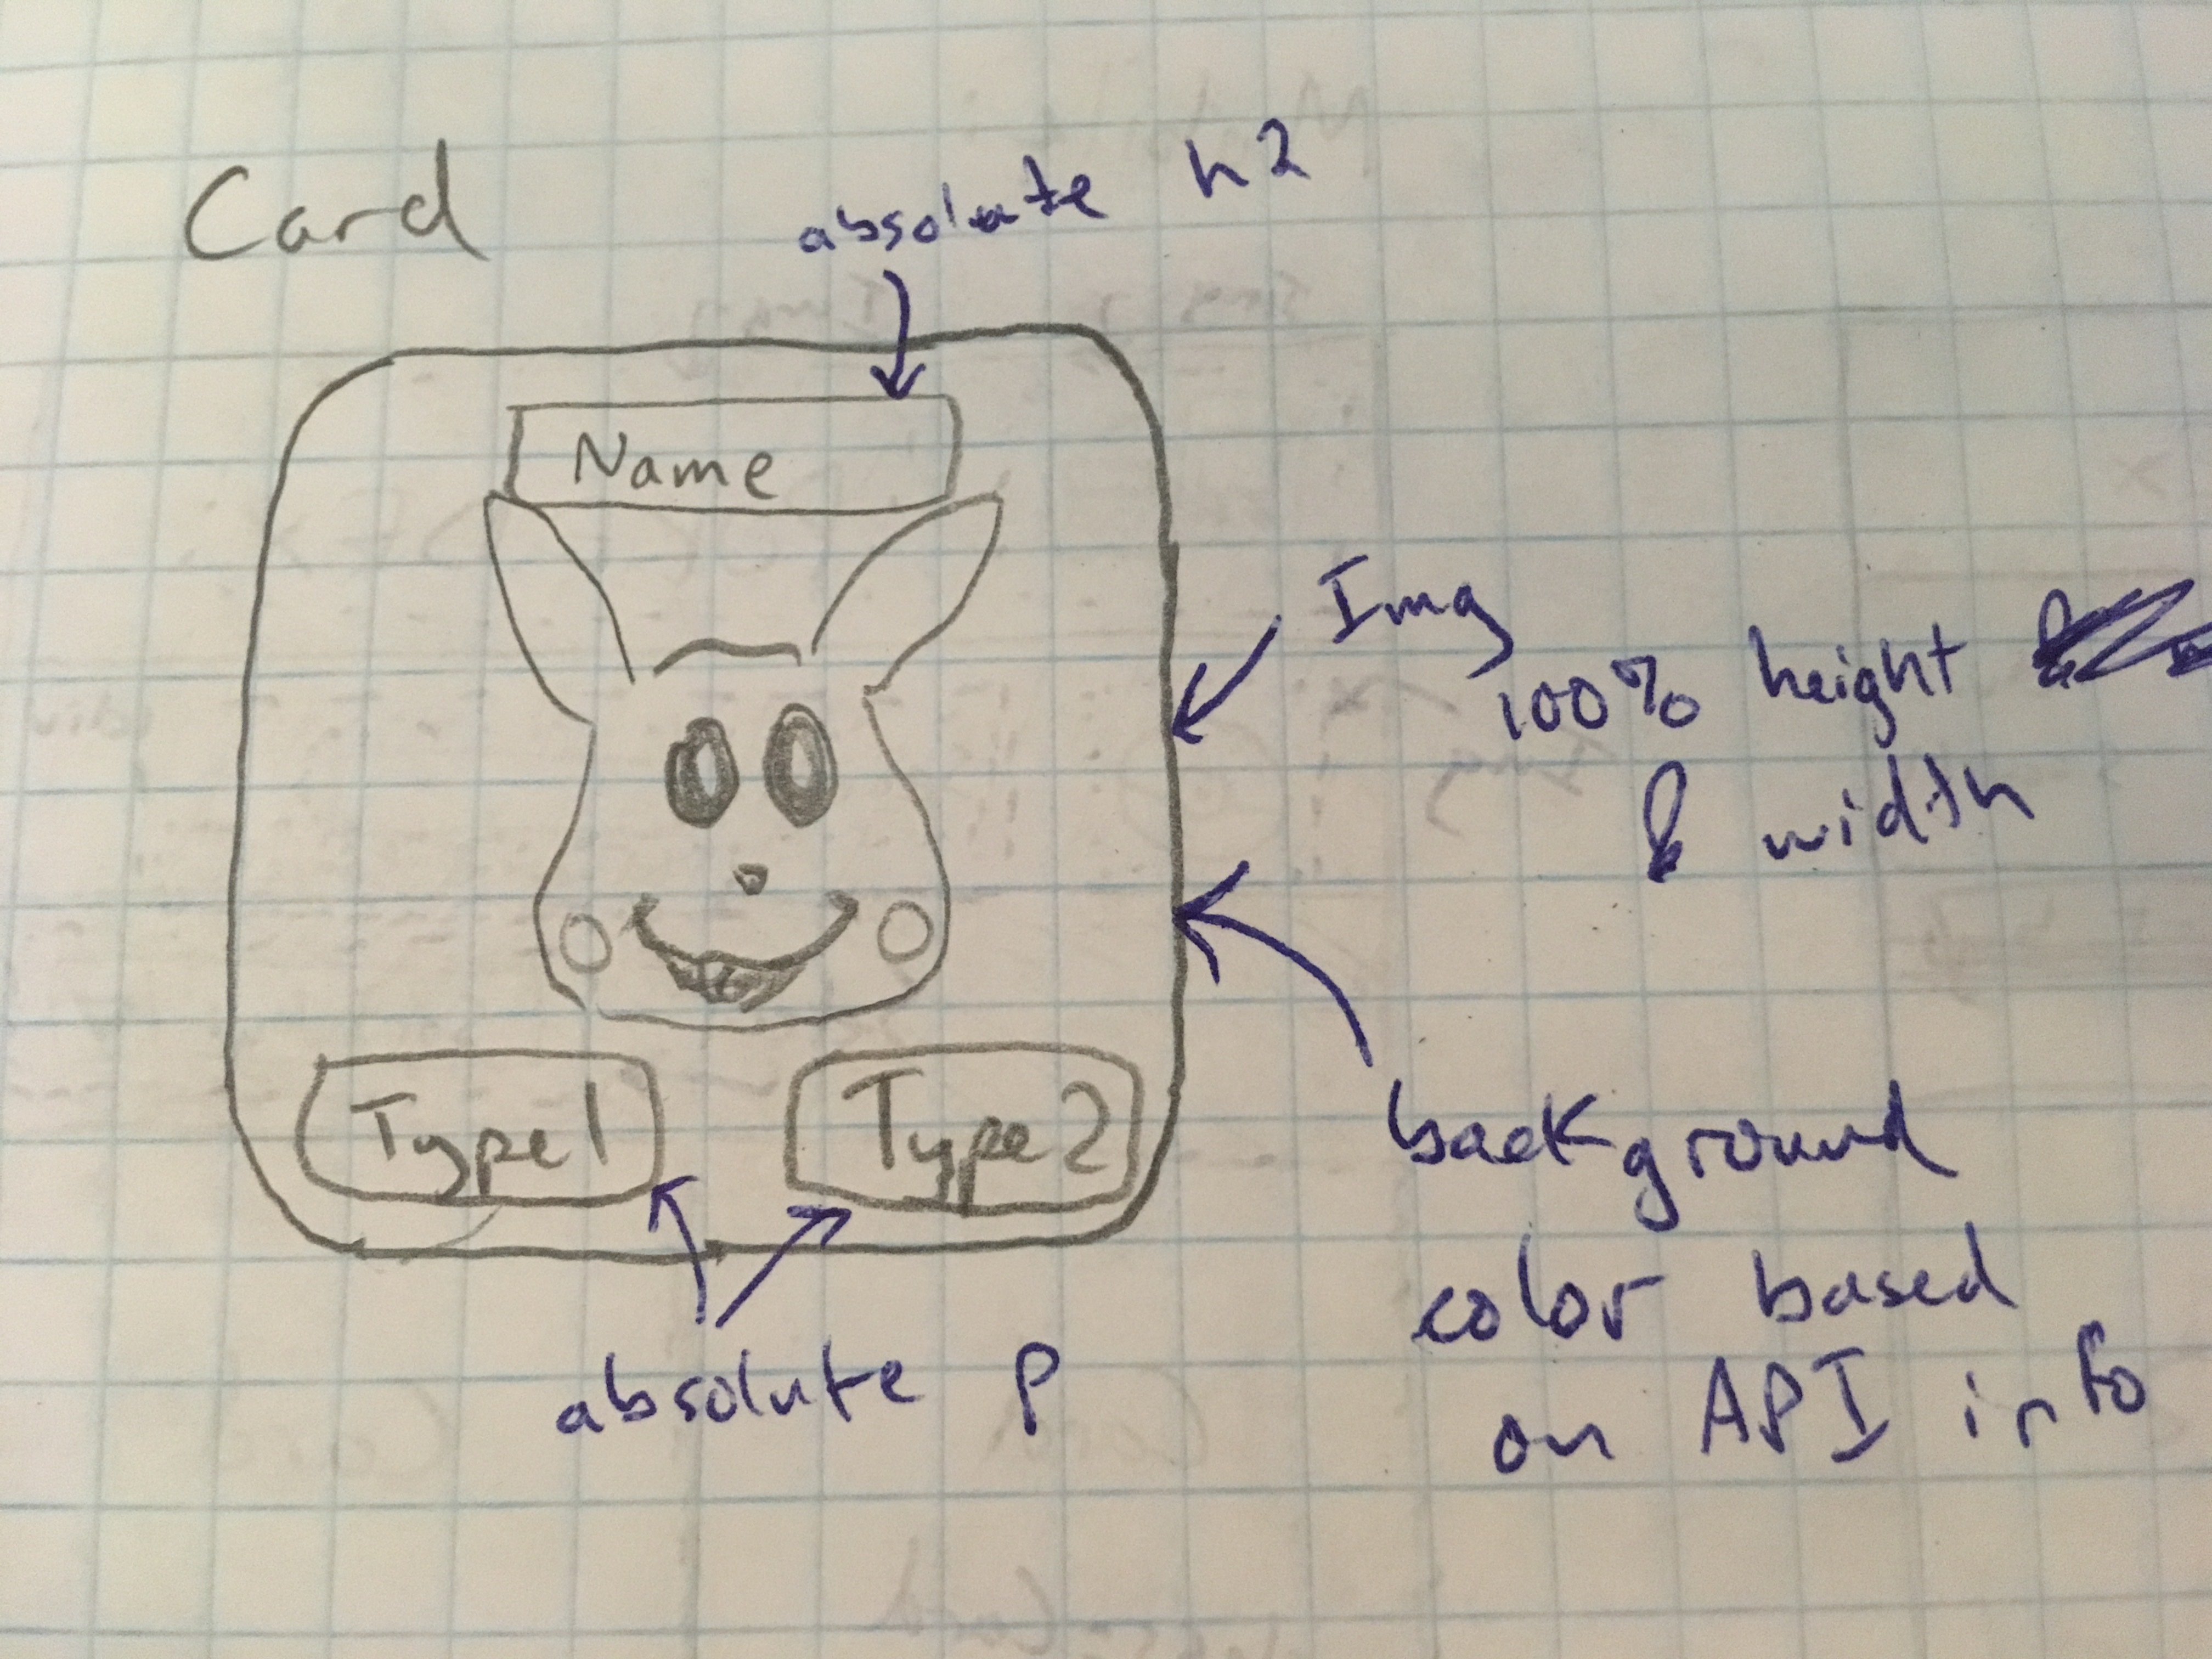 Card
absolute h2
Name
Img
100% height
& width
Type1
Type2
background
color based
on API info
absolute p